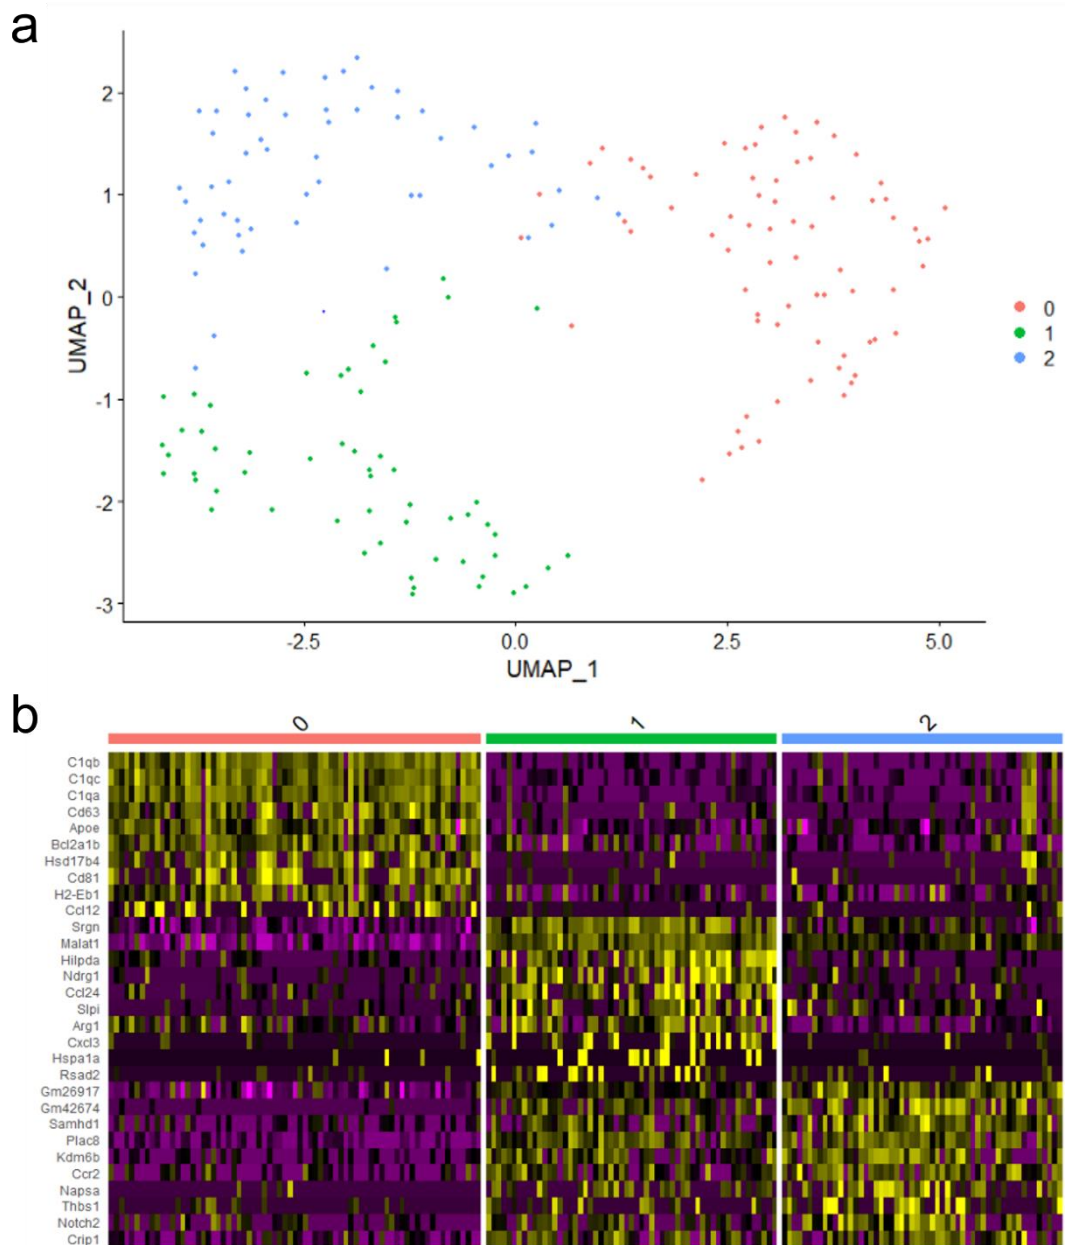 a
2
1
0
-1
-2
-3
UMAP_2
-2.5 0.0 2.5 5.0
UMAP_1
0
1
2
b
0 1 2
C1qb
C1qc
C1qa
Cd63
Apoe
Bcl2a1b
Hsd17b4
Cd81
H2-Eb1
Ccl12
Srgn
Malat1
Hilpda
Ndrg1
Ccl24
Slpi
Arg1
Cxcl3
Hspa1a
Rsad2
Gm26917
Gm42674
Samhd1
Plac8
Kdm6b
Ccr2
Napsa
Thbs1
Notch2
Crip1